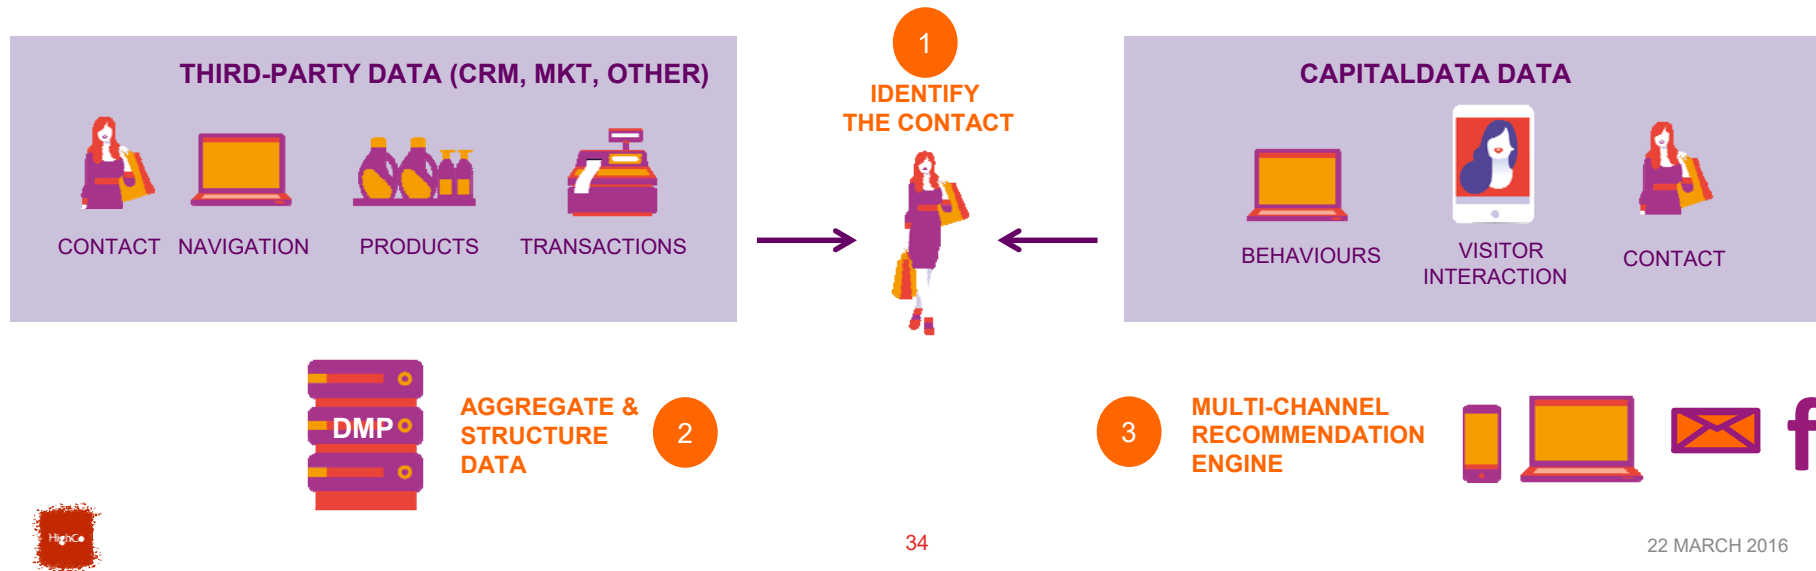 THIRD-PARTY DATA (CRM, MKT, OTHER)
CONTACT
NAVIGATION
PRODUCTS
TRANSACTIONS
1
IDENTIFY
THE CONTACT
CAPITALDATA DATA
BEHAVIOURS
VISITOR
INTERACTION
CONTACT
DMP
AGGREGATE &
STRUCTURE
DATA
2
3
MULTI-CHANNEL
RECOMMENDATION
ENGINE
f
HighCo
34
22 MARCH 2016